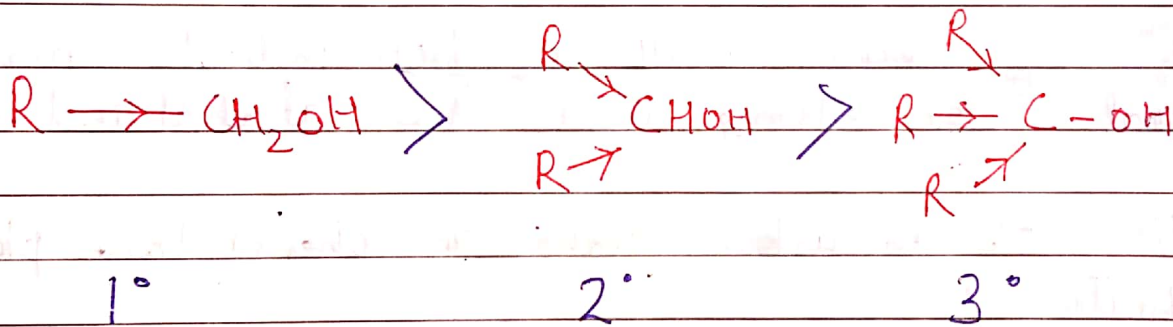 R R
R → CH₂OH > CHOH > R → C - OH
R R
1° 2° 3°